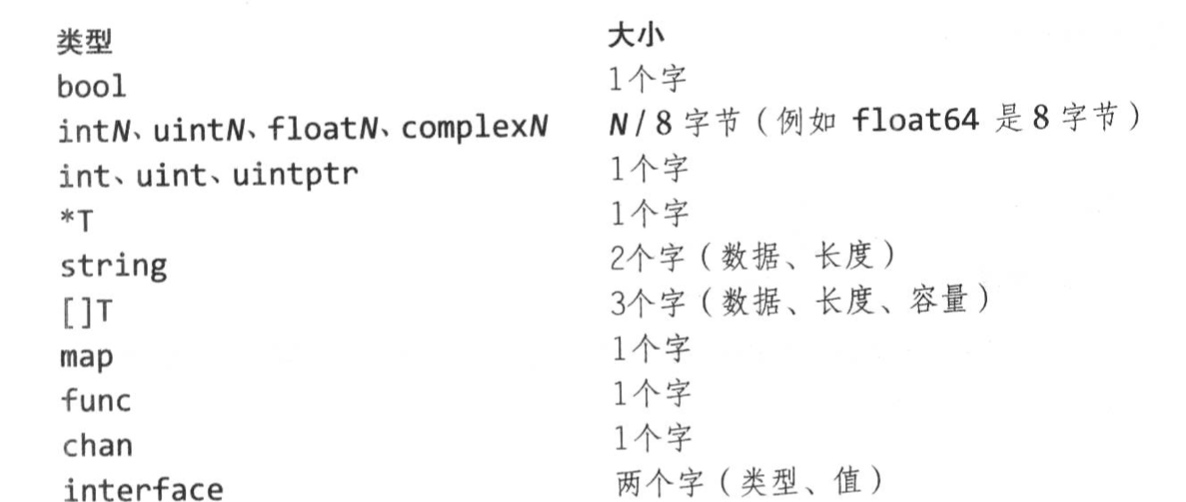 类型 大小
bool 1个字
intN、uintN、floatN、complexN N/8字节(例如 float64 是8字节)
int、uint、uintptr 1个字
*T 1个字
string 2个字(数据、长度)
[]T 3个字(数据、长度、容量)
map 1个字
func 1个字
chan 1个字
interface 两个字(类型、值)